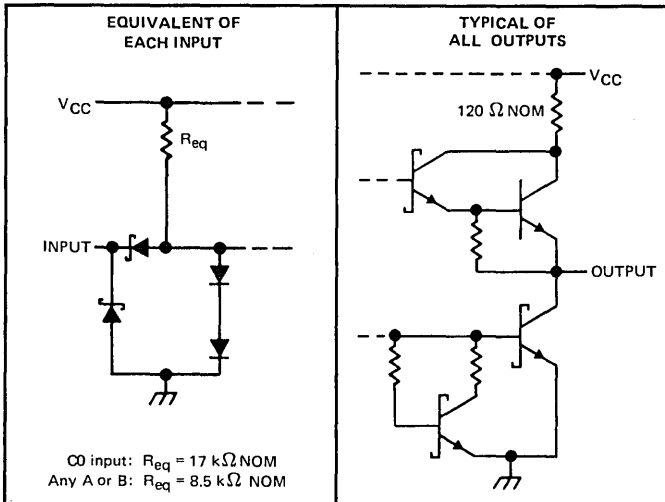 EQUIVALENT OF
EACH INPUT
VCC
Req
INPUT
C0 input: Req = 17 kΩ NOM
Any A or B: Req = 8.5 kΩ NOM
TYPICAL OF
ALL OUTPUTS
VCC
120 Ω NOM
OUTPUT